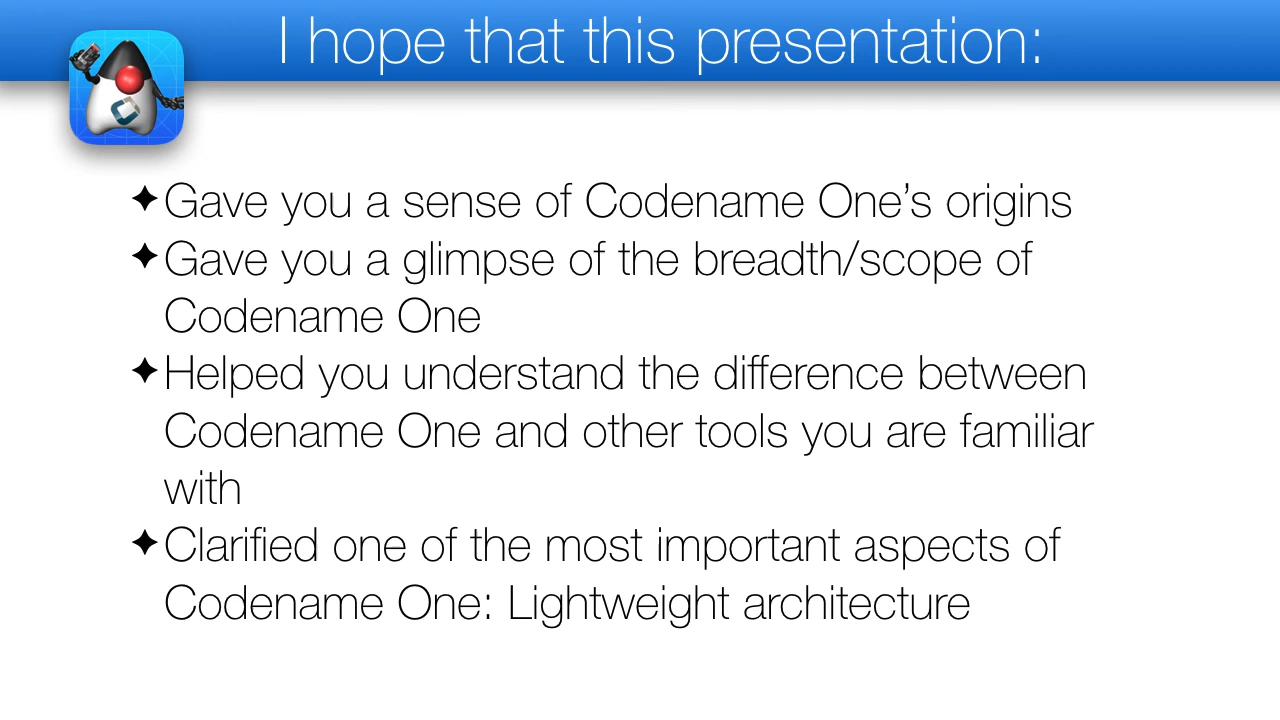 I hope that this presentation:
✦Gave you a sense of Codename One’s origins
✦Gave you a glimpse of the breadth/scope of
Codename One
✦Helped you understand the difference between
Codename One and other tools you are familiar
with
✦Clarified one of the most important aspects of
Codename One: Lightweight architecture